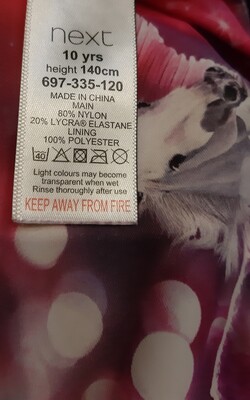 next
10 yrs
height 140cm
697-335-120
MADE IN CHINA
MAIN
80% NYLON
20% LYCRA® ELASTANE
LINING
100% POLYESTER
40
Light colours may become
transparent when wet
Rinse thoroughly after use
KEEP AWAY FROM FIRE